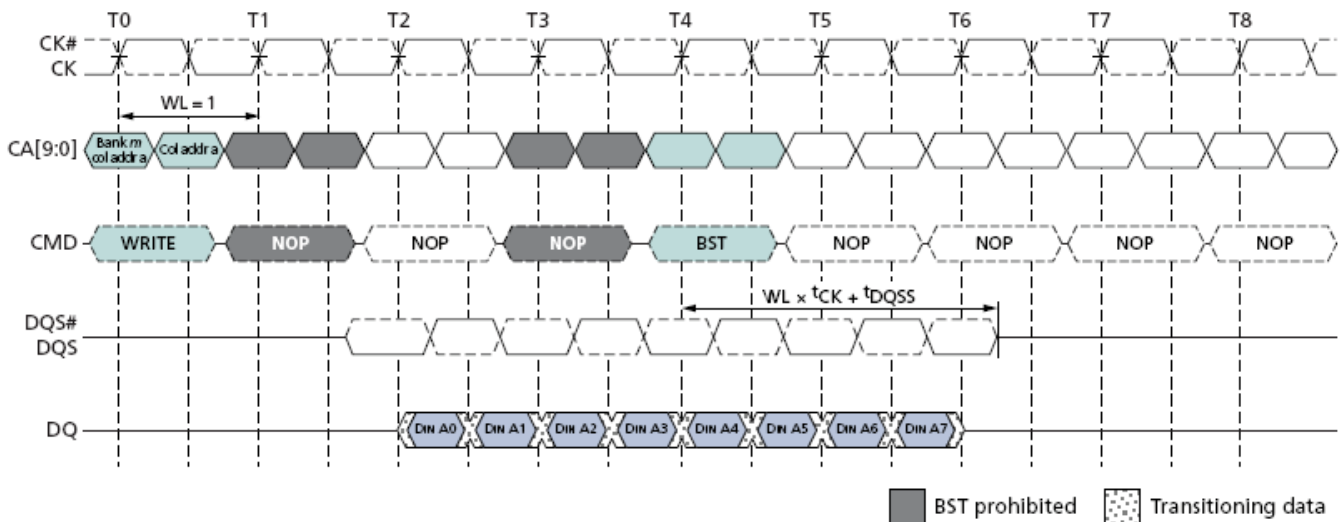 T0 T1 T2 T3 T4 T5 T6 T7 T8
CK#
CK
WL = 1
CA[9:0] Bank m Col addr a
col addr a
CMD WRITE NOP NOP NOP BST NOP NOP NOP NOP
WL × tCK + tDQSS
DQS#
DQS
DQ DIN A0 DIN A1 DIN A2 DIN A3 DIN A4 DIN A5 DIN A6 DIN A7
BST prohibited Transitioning data